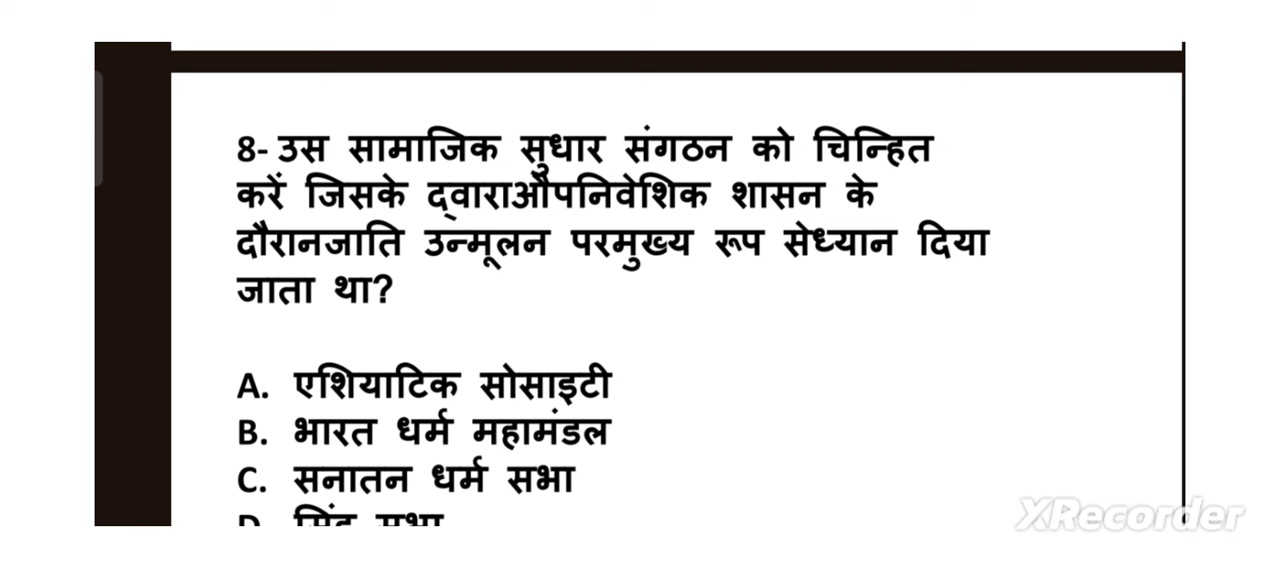 8- उस सामाजिक सुधार संगठन को चिन्हित
करें जिसके द्वाराऔपनिवेशिक शासन के
दौरानजाति उन्मूलन परमुख्य रूप सेध्यान दिया
जाता था?
A. एशियाटिक सोसाइटी
B. भारत धर्म महामंडल
C. सनातन धर्म सभा
D. सिंह सभा
XRecorder